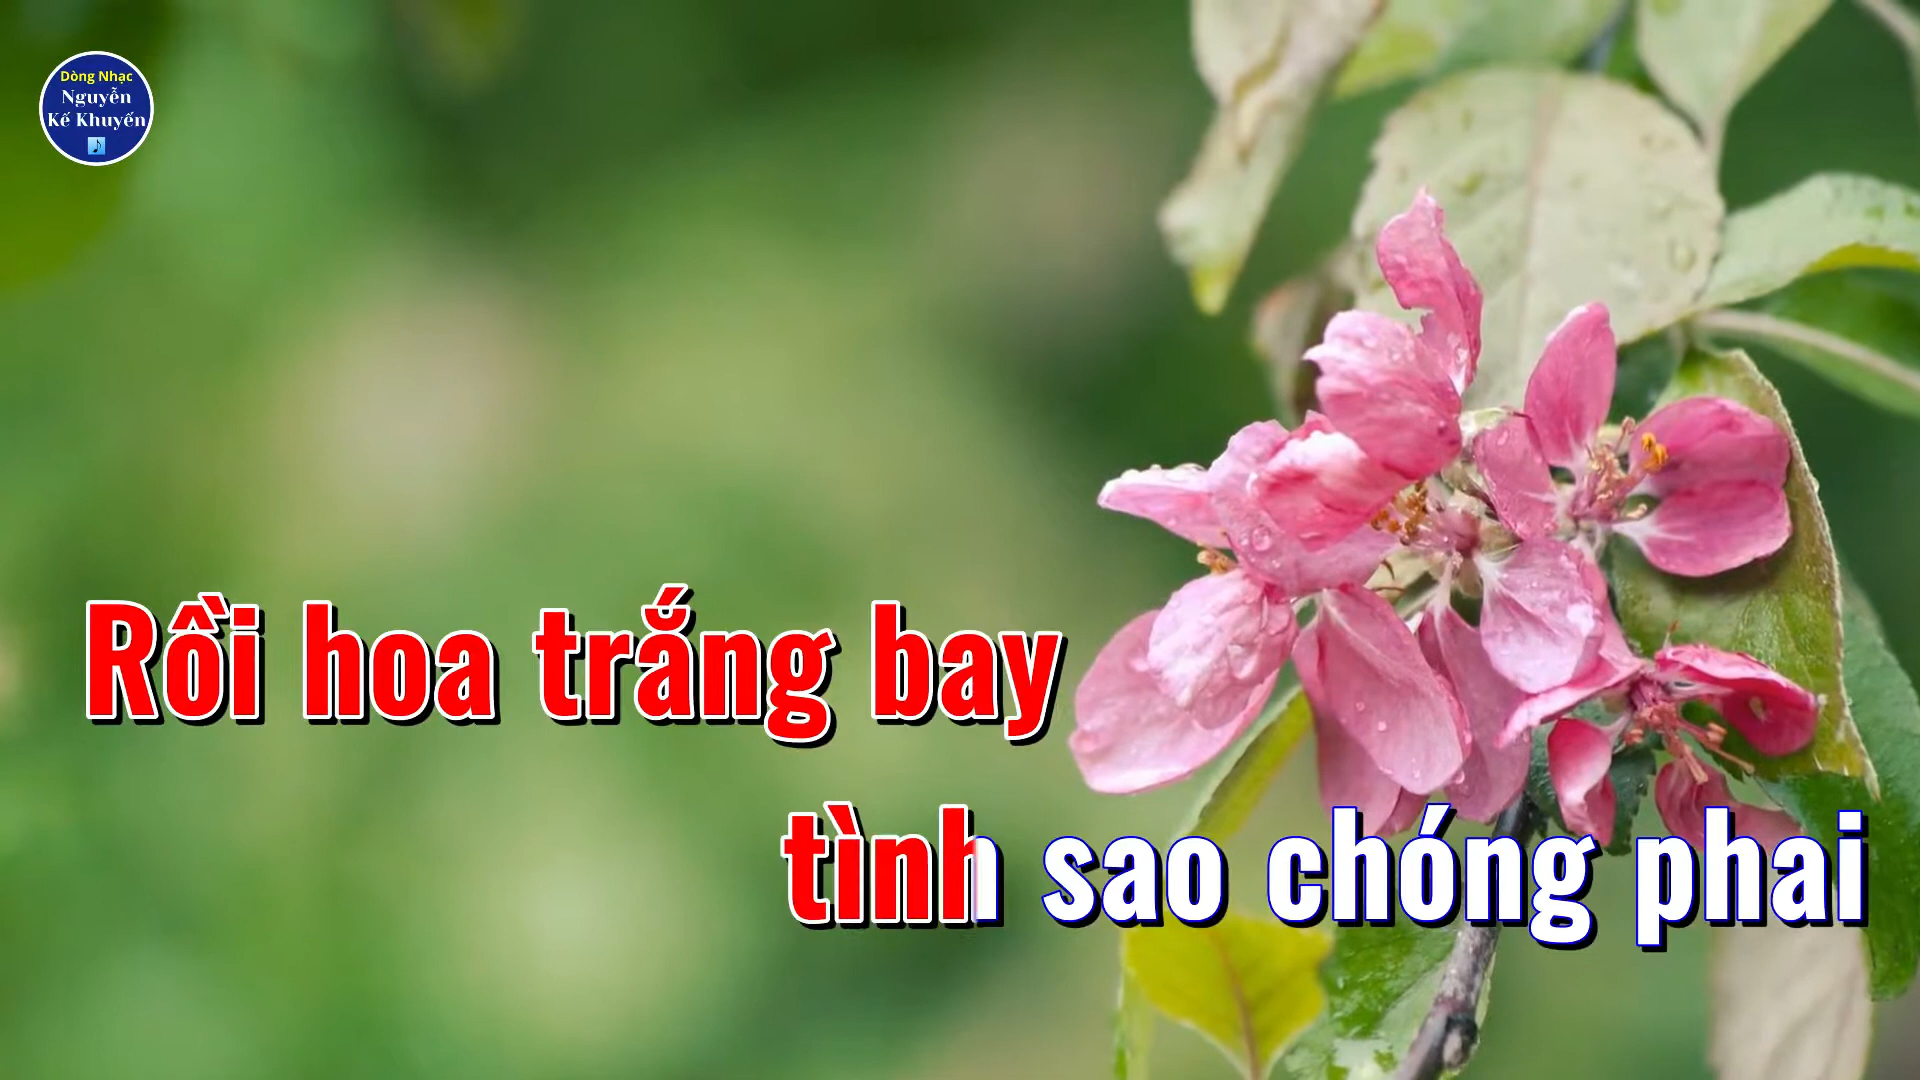 Dòng Nhạc
Nguyễn
Kế Khuyến
Rồi hoa trắng bay
tình sao chóng phai